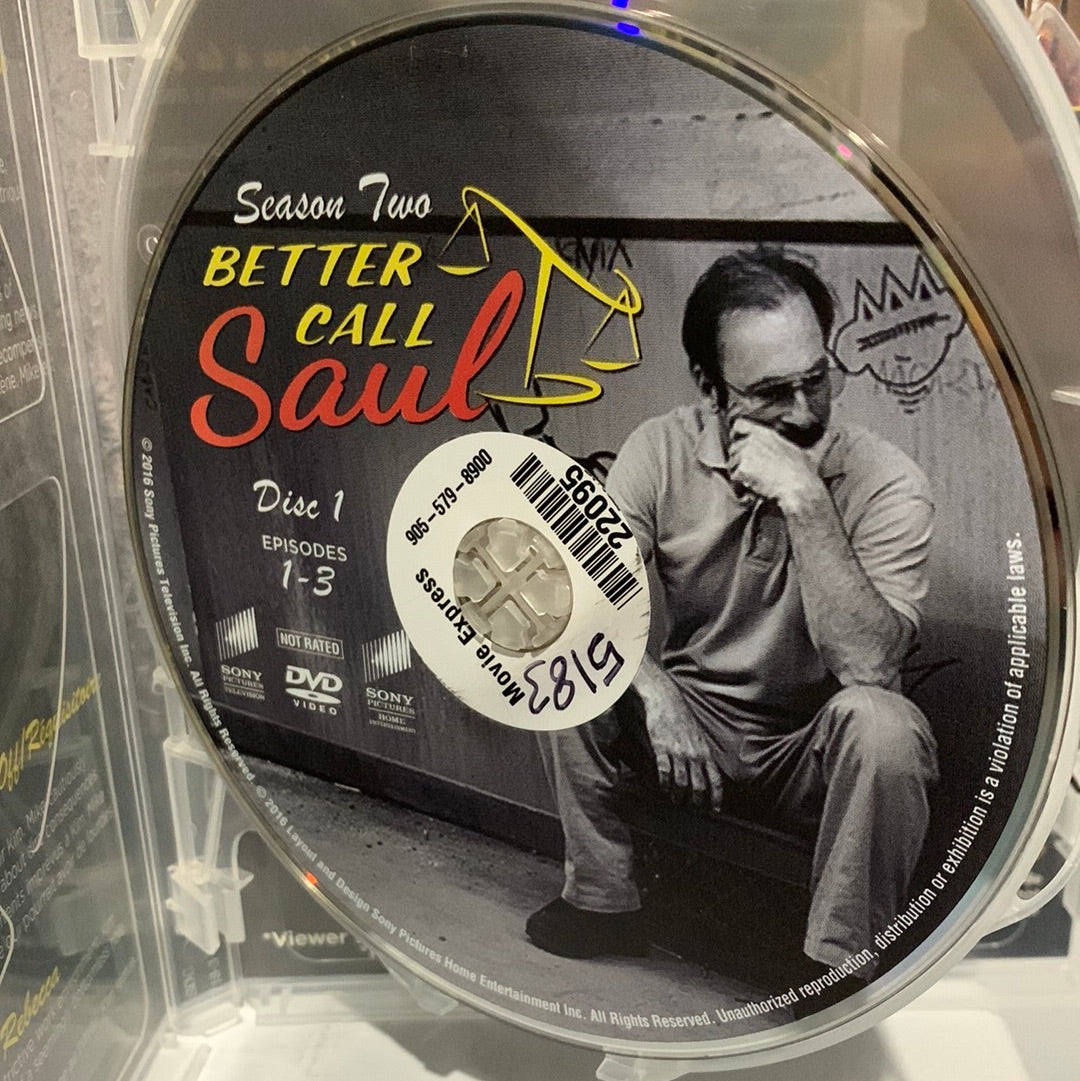 Season Two
BETTER
CALL
Saul
Disc 1
EPISODES
1-3
SONY
PICTURES
TELEVISION
NOT RATED
DVD
VIDEO
SONY
PICTURES
HOME
ENTERTAINMENT
905-579-8900
22095
Movie Express
5183
© 2016 Sony Pictures Television Inc. All Rights Reserved. © 2016 Layout and Design Sony Pictures Home Entertainment Inc. All Rights Reserved. Unauthorized reproduction, distribution or exhibition is a violation of applicable laws.
*Viewer
Rebecca